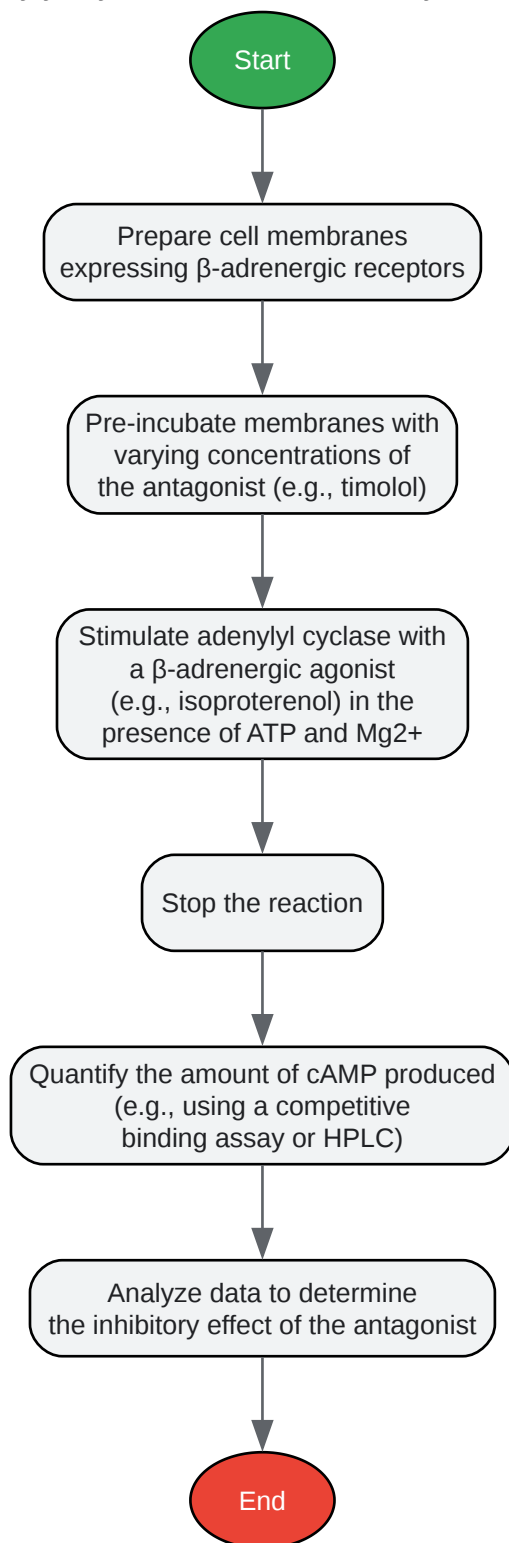 Start
Prepare cell membranes
expressing β-adrenergic receptors
Pre-incubate membranes with
varying concentrations of
the antagonist (e.g., timolol)
Stimulate adenylyl cyclase with
a β-adrenergic agonist
(e.g., isoproterenol) in the
presence of ATP and Mg2+
Stop the reaction
Quantify the amount of cAMP produced
(e.g., using a competitive
binding assay or HPLC)
Analyze data to determine
the inhibitory effect of the antagonist
End